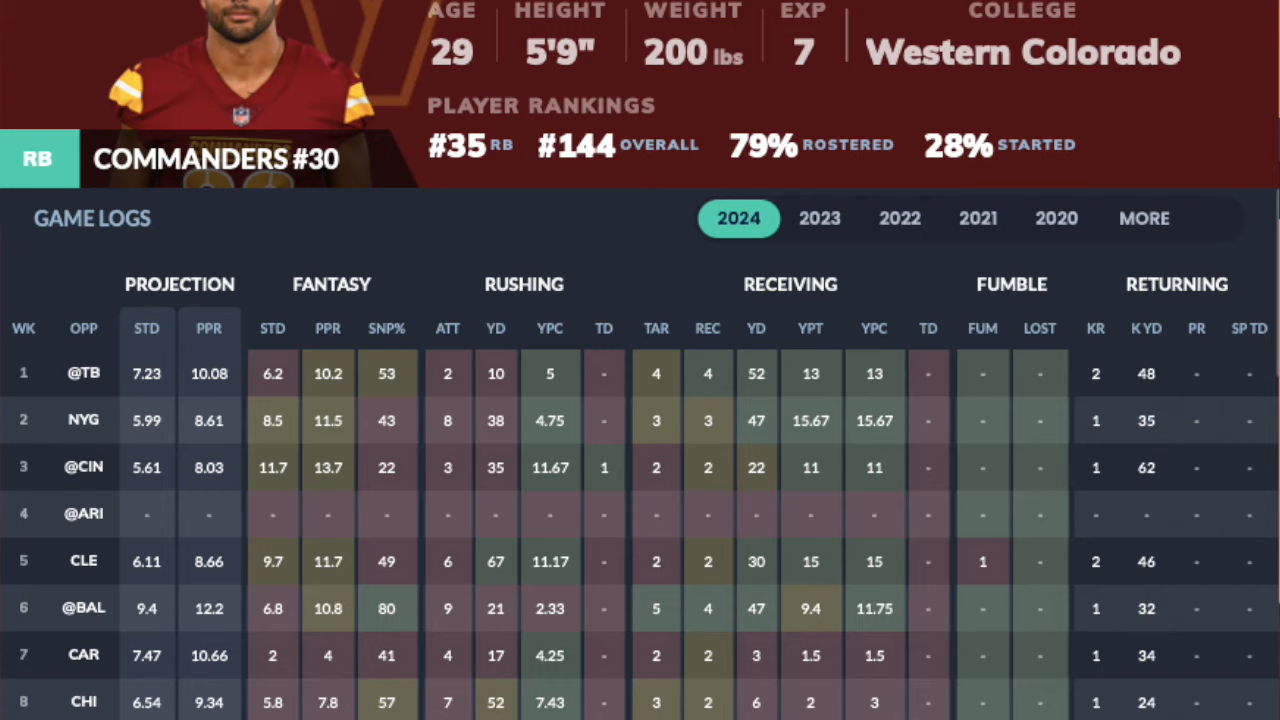 AGE HEIGHT WEIGHT EXP COLLEGE
29 5'9" 200 lbs 7 Western Colorado
PLAYER RANKINGS
#35 RB #144 OVERALL 79% ROSTERED 28% STARTED
RB COMMANDERS #30
GAME LOGS 2024 2023 2022 2021 2020 MORE
PROJECTION FANTASY RUSHING RECEIVING FUMBLE RETURNING
WK OPP STD PPR STD PPR SNP% ATT YD YPC TD TAR REC YD YPT YPC TD FUM LOST KR K YD PR SP TD
1 @TB 7.23 10.08 6.2 10.2 53 2 10 5 - 4 4 52 13 13 - - - 2 48 - -
2 NYG 5.99 8.61 8.5 11.5 43 8 38 4.75 - 3 3 47 15.67 15.67 - - - 1 35 - -
3 @CIN 5.61 8.03 11.7 13.7 22 3 35 11.67 1 2 2 22 11 11 - - - 1 62 - -
4 @ARI - - - - - - - - - - - - - - - - - - - - -
5 CLE 6.11 8.66 9.7 11.7 49 6 67 11.17 - 2 2 30 15 15 - 1 - 2 46 - -
6 @BAL 9.4 12.2 6.8 10.8 80 9 21 2.33 - 5 4 47 9.4 11.75 - - - 1 32 - -
7 CAR 7.47 10.66 2 4 41 4 17 4.25 - 2 2 3 1.5 1.5 - - - 1 34 - -
8 CHI 6.54 9.34 5.8 7.8 57 7 52 7.43 - 3 2 6 2 3 - - - 1 24 - -